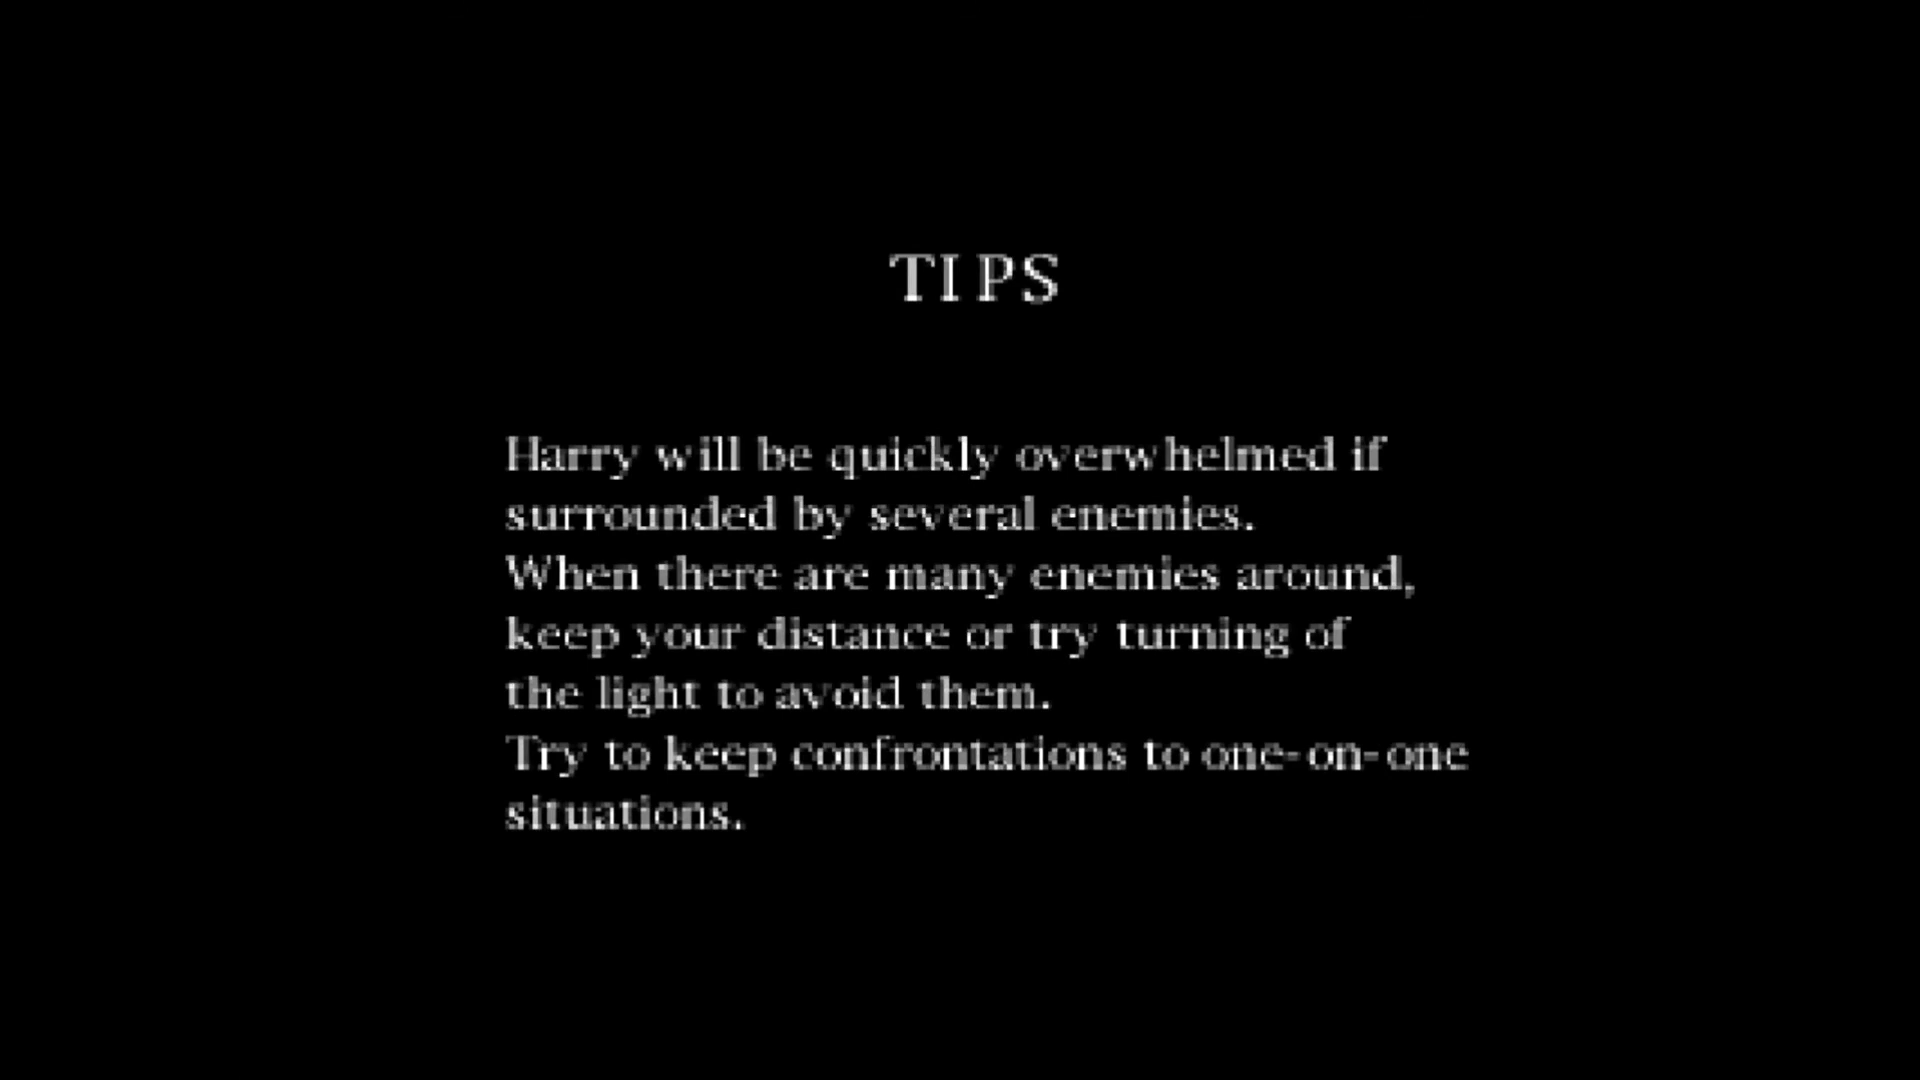 TIPS
Harry will be quickly overwhelmed if
surrounded by several enemies.
When there are many enemies around,
keep your distance or try turning of
the light to avoid them.
Try to keep confrontations to one-on-one
situations.